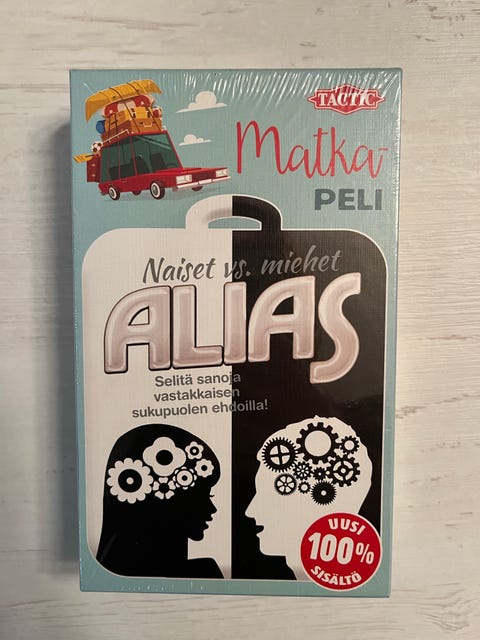 TACTIC
Matka-
PELI
Naiset vs. miehet
ALIAS
Selitä sanoja
vastakkaisen
sukupuolen ehdoilla!
UUSI
100%
SISÄLTÖ